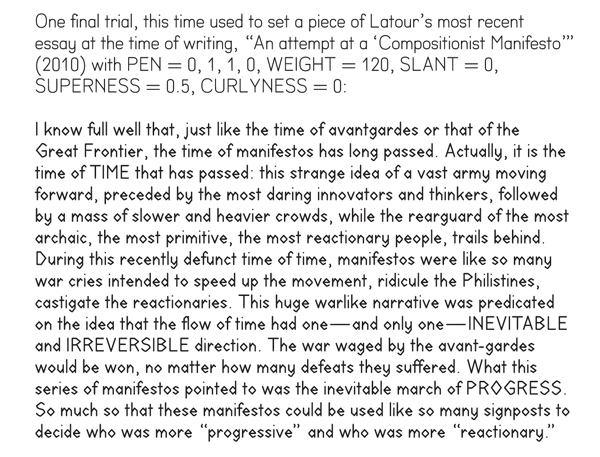 One final trial, this time used to set a piece of Latour’s most recent
essay at the time of writing, “An attempt at a ‘Compositionist Manifesto’”
(2010) with PEN = 0, 1, 1, 0, WEIGHT = 120, SLANT = 0,
SUPERNESS = 0.5, CURLYNESS = 0:

I know full well that, just like the time of avantgardes or that of the
Great Frontier, the time of manifestos has long passed. Actually, it is the
time of TIME that has passed: this strange idea of a vast army moving
forward, preceded by the most daring innovators and thinkers, followed
by a mass of slower and heavier crowds, while the rearguard of the most
archaic, the most primitive, the most reactionary people, trails behind.
During this recently defunct time of time, manifestos were like so many
war cries intended to speed up the movement, ridicule the Philistines,
castigate the reactionaries. This huge warlike narrative was predicated
on the idea that the flow of time had one—and only one—INEVITABLE
and IRREVERSIBLE direction. The war waged by the avant-gardes
would be won, no matter how many defeats they suffered. What this
series of manifestos pointed to was the inevitable march of PROGRESS.
So much so that these manifestos could be used like so many signposts to
decide who was more “progressive” and who was more “reactionary.”